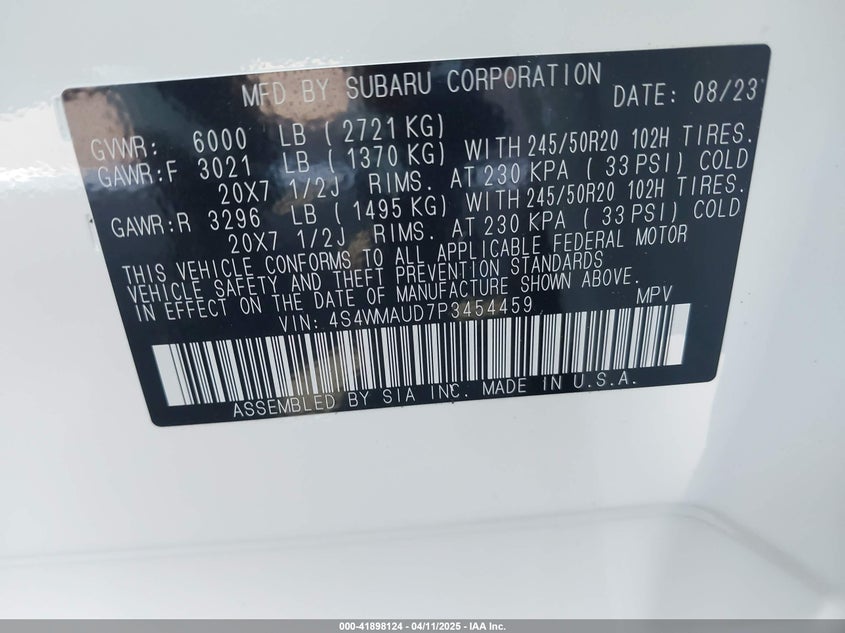 MFD BY SUBARU CORPORATION DATE: 08/23
GVWR: 6000 LB ( 2721 KG)
GAWR:F 3021 LB ( 1370 KG) WITH 245/50R20 102H TIRES.
20X7 1/2J RIMS. AT 230 KPA ( 33 PSI) COLD
GAWR:R 3296 LB ( 1495 KG) WITH 245/50R20 102H TIRES.
20X7 1/2J RIMS. AT 230 KPA ( 33 PSI) COLD
THIS VEHICLE CONFORMS TO ALL APPLICABLE FEDERAL MOTOR
VEHICLE SAFETY AND THEFT PREVENTION STANDARDS
IN EFFECT ON THE DATE OF MANUFACTURE SHOWN ABOVE.
VIN: 4S4WMAUD7P3454459 MPV
ASSEMBLED BY SIA INC. MADE IN U.S.A.
000-41898124 - 04/11/2025 - IAA Inc.